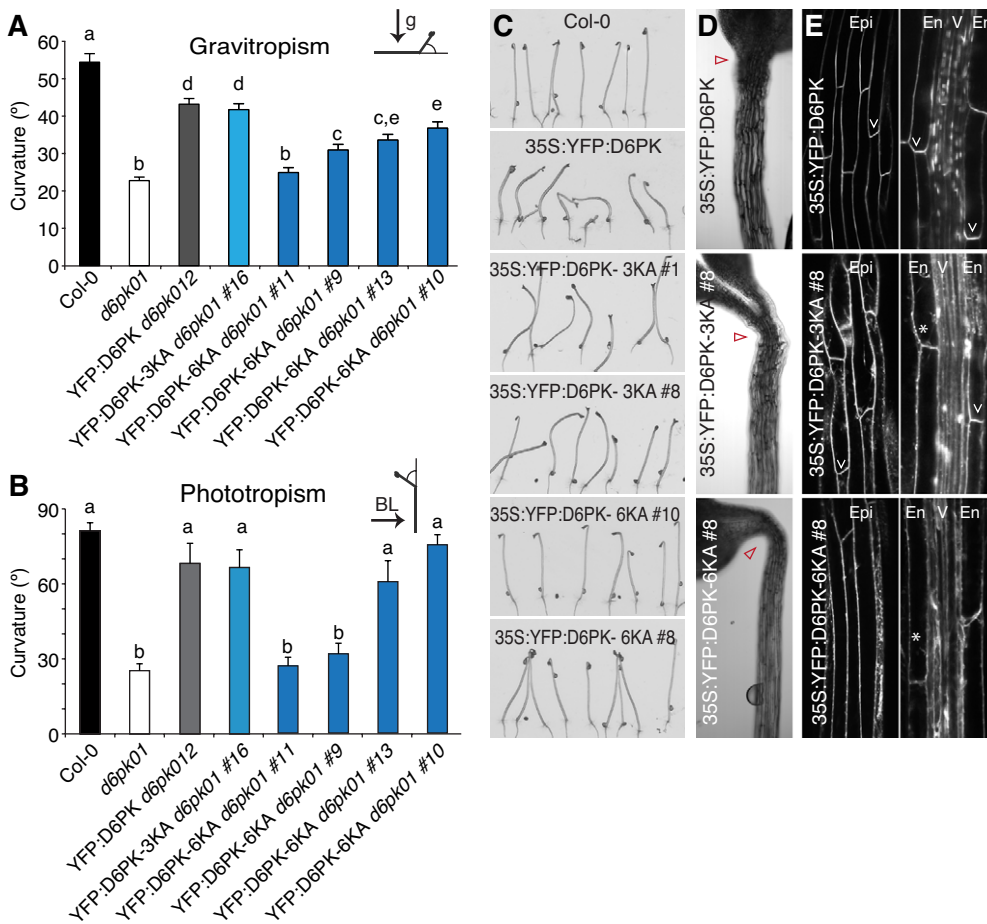 A
Gravitropism
g
Curvature (º)
60
50
40
30
20
10
0
a
b
d
d
b
c
c,e
e
Col-0
d6pk01
YFP:D6PK d6pk012
YFP:D6PK-3KA d6pk01 #16
YFP:D6PK-6KA d6pk01 #11
YFP:D6PK-6KA d6pk01 #9
YFP:D6PK-6KA d6pk01 #13
YFP:D6PK-6KA d6pk01 #10
B
Phototropism
BL
Curvature (º)
90
60
30
0
a
b
a
a
b
b
a
a
Col-0
d6pk01
YFP:D6PK d6pk012
YFP:D6PK-3KA d6pk01 #16
YFP:D6PK-6KA d6pk01 #11
YFP:D6PK-6KA d6pk01 #9
YFP:D6PK-6KA d6pk01 #13
YFP:D6PK-6KA d6pk01 #10
C
Col-0
35S:YFP:D6PK
35S:YFP:D6PK- 3KA #1
35S:YFP:D6PK- 3KA #8
35S:YFP:D6PK- 6KA #10
35S:YFP:D6PK- 6KA #8
D
35S:YFP:D6PK
35S:YFP:D6PK-3KA #8
35S:YFP:D6PK-6KA #8
E
35S:YFP:D6PK
Epi
En
V
En
35S:YFP:D6PK-3KA #8
Epi
En
V
En
*
35S:YFP:D6PK-6KA #8
Epi
En
V
En
*